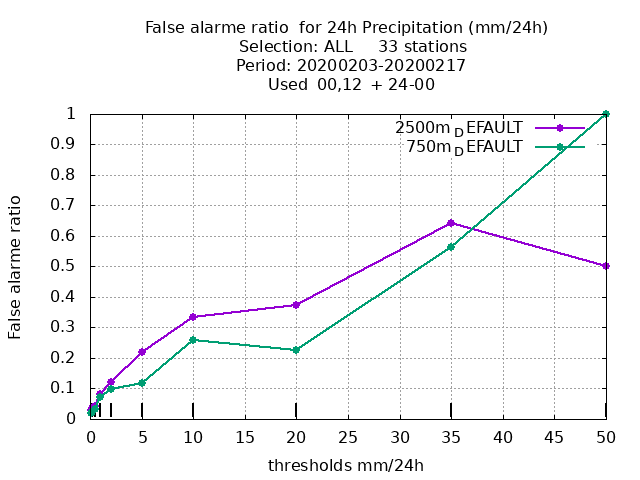 False alarme ratio  for 24h Precipitation (mm/24h)
Selection: ALL     33 stations
Period: 20200203-20200217
Used  00,12  + 24-00
2500m_DEFAULT
750m_DEFAULT
1
0.9
0.8
0.7
0.6
0.5
0.4
0.3
0.2
0.1
0
False alarme ratio
0 5 10 15 20 25 30 35 40 45 50
thresholds mm/24h